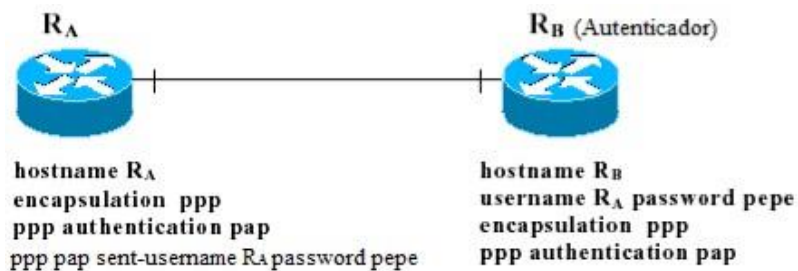 RA
RB (Autenticador)
hostname RA
encapsulation ppp
ppp authentication pap
ppp pap sent-username RA password pepe
hostname RB
username RA password pepe
encapsulation ppp
ppp authentication pap